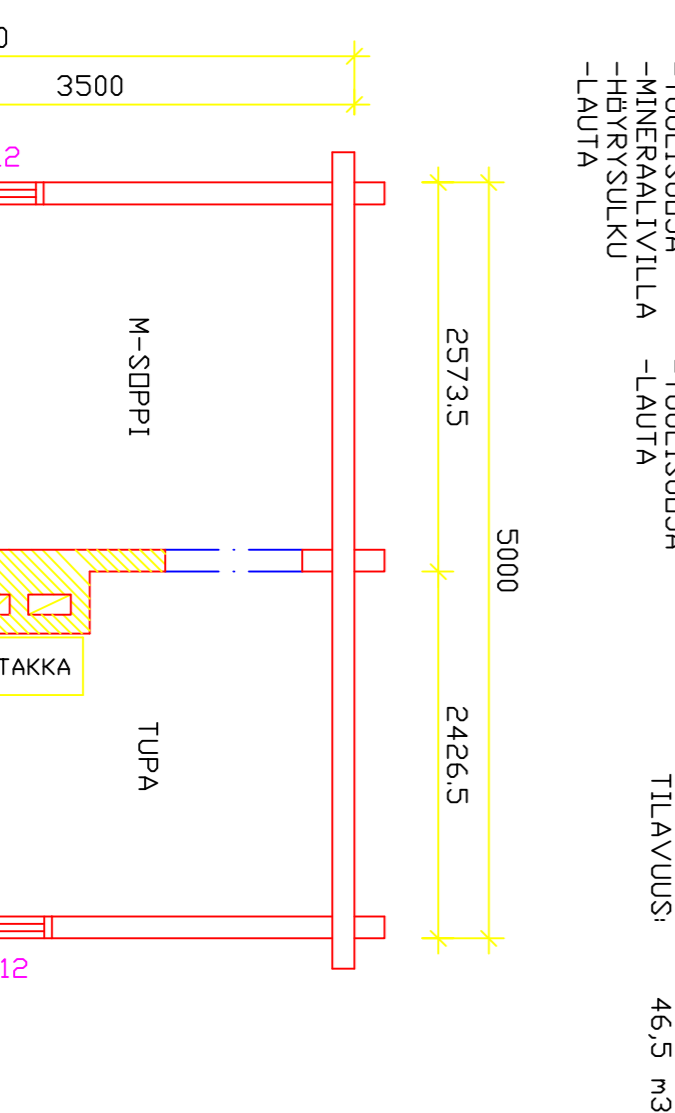 -MINERAALIVILLA
-HÖYRYSULKU
-LAUTA
-LAUTA
TILAVUUS: 46,5 m3
3500
12
M-SOPPI
2573.5
5000
TAKKA
TUPA
2426.5
12